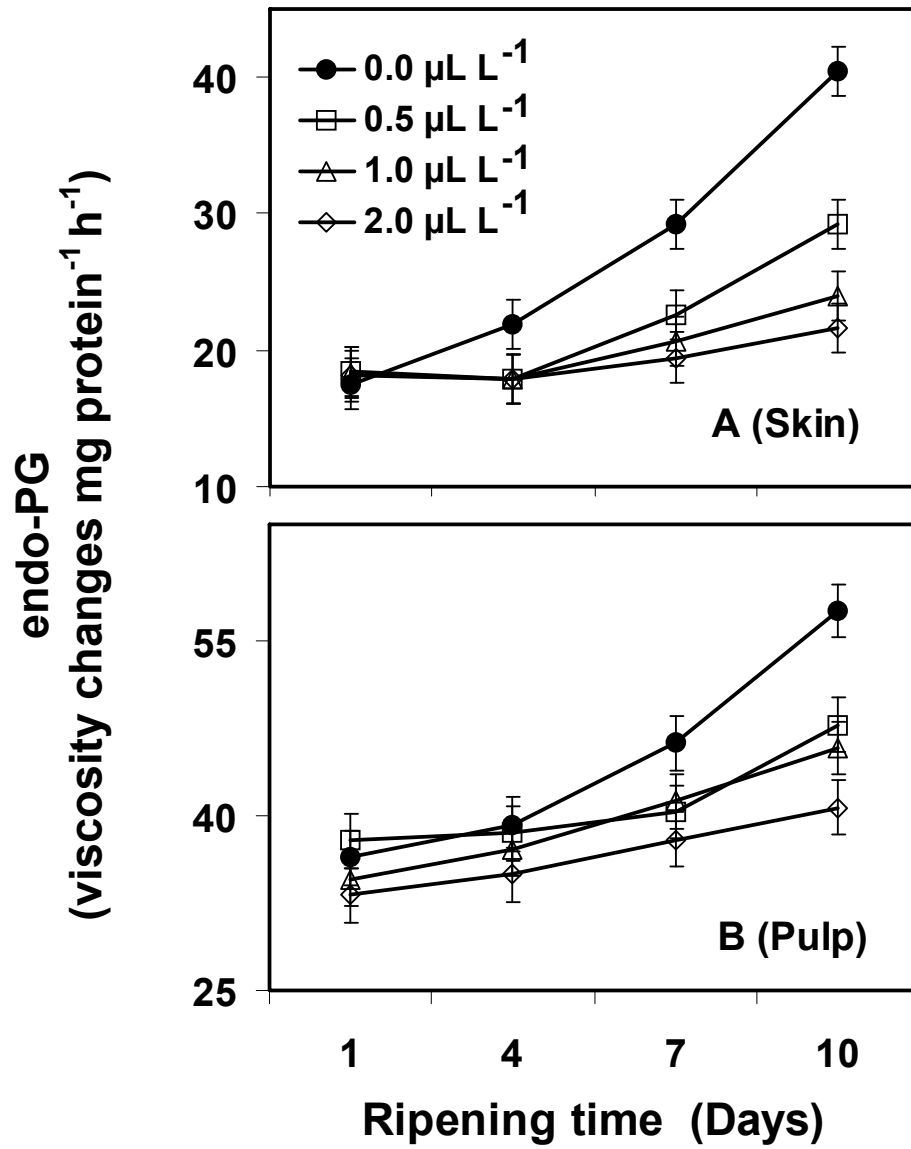 endo-PG
(viscosity changes mg protein⁻¹ h⁻¹)
40
30
20
10
0.0 µL L⁻¹
0.5 µL L⁻¹
1.0 µL L⁻¹
2.0 µL L⁻¹
A (Skin)
55
40
25
B (Pulp)
1 4 7 10
Ripening time (Days)